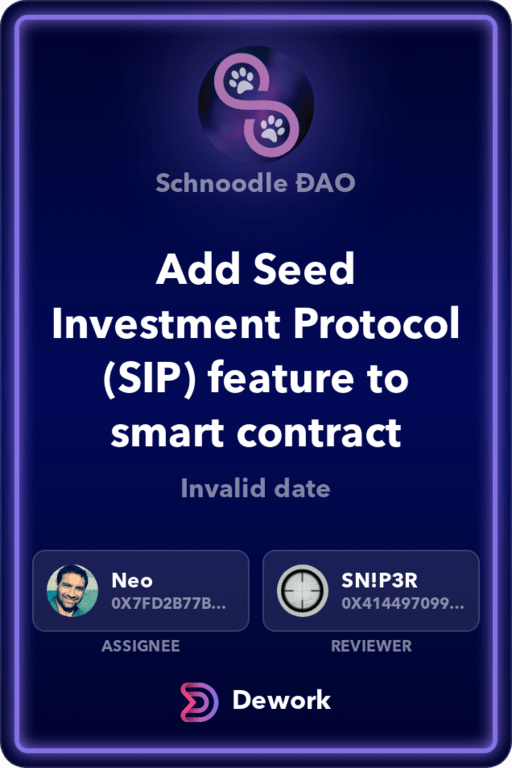 Schnoodle ÐAO
Add Seed
Investment Protocol
(SIP) feature to
smart contract
Invalid date
Neo
0X7FD2B77B...
SN!P3R
0X414497099...
ASSIGNEE
REVIEWER
Dework